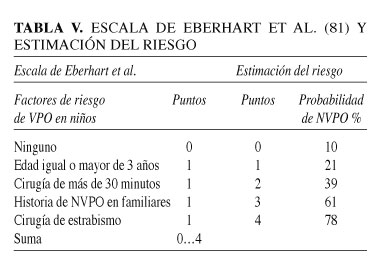 TABLA V. ESCALA DE EBERHART ET AL. (81) Y
ESTIMACIÓN DEL RIESGO
Escala de Eberhart et al. Estimación del riesgo
Factores de riesgo Puntos Puntos Probabilidad
de VPO en niños de NVPO %
Ninguno 0 0 10
Edad igual o mayor de 3 años 1 1 21
Cirugía de más de 30 minutos 1 2 39
Historia de NVPO en familiares 1 3 61
Cirugía de estrabismo 1 4 78
Suma 0...4